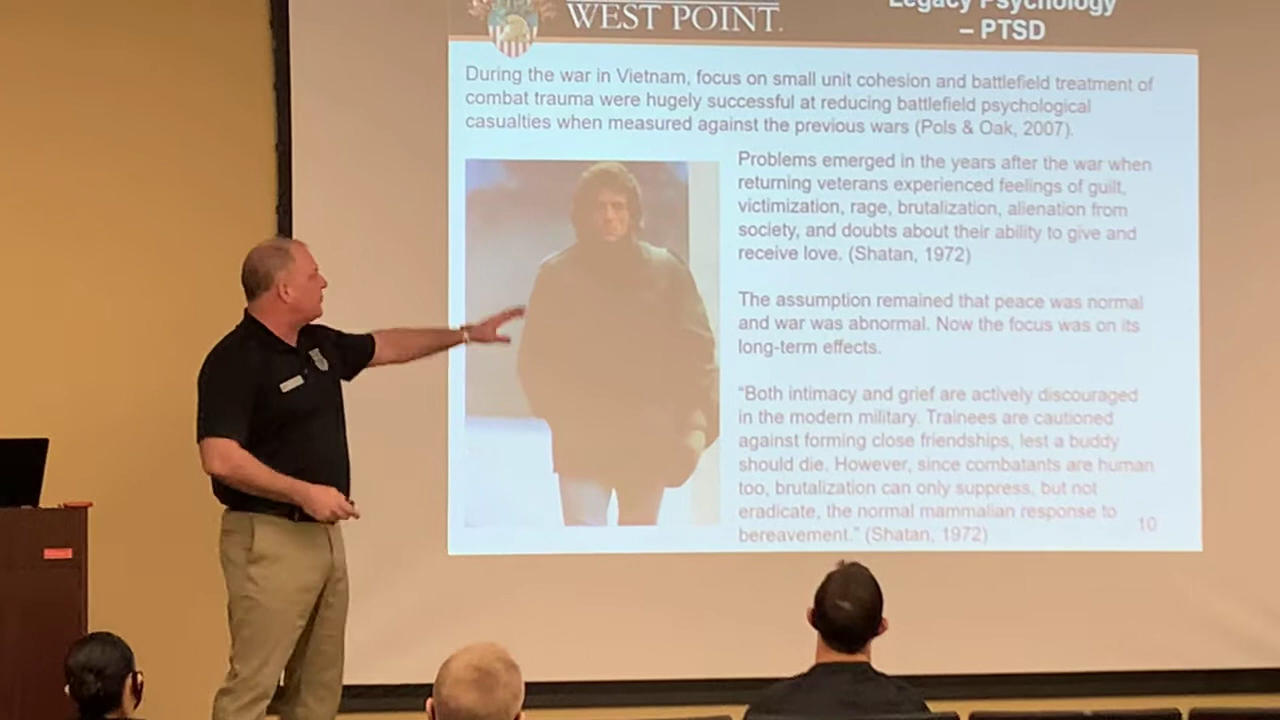 WEST POINT.
Legacy Psychology
– PTSD
During the war in Vietnam, focus on small unit cohesion and battlefield treatment of
combat trauma were hugely successful at reducing battlefield psychological
casualties when measured against the previous wars (Pols & Oak, 2007).
Problems emerged in the years after the war when
returning veterans experienced feelings of guilt,
victimization, rage, brutalization, alienation from
society, and doubts about their ability to give and
receive love. (Shatan, 1972)
The assumption remained that peace was normal
and war was abnormal. Now the focus was on its
long-term effects.
“Both intimacy and grief are actively discouraged
in the modern military. Trainees are cautioned
against forming close friendships, lest a buddy
should die. However, since combatants are human
too, brutalization can only suppress, but not
eradicate, the normal mammalian response to
bereavement.” (Shatan, 1972)
10